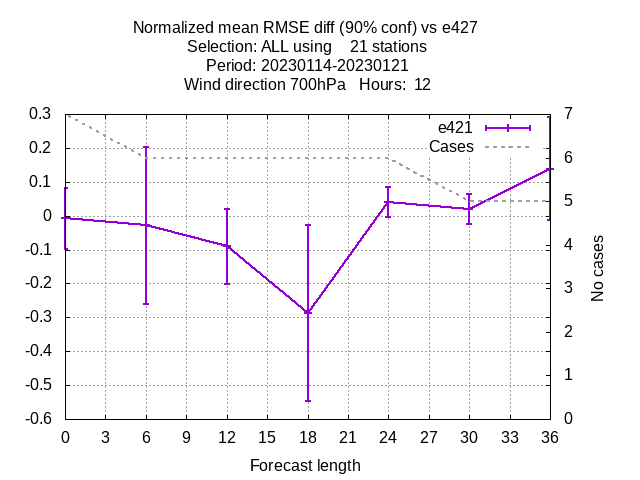 Normalized mean RMSE diff (90% conf) vs e427
Selection: ALL using    21 stations
Period: 20230114-20230121
Wind direction 700hPa   Hours:  12
0.3
0.2
0.1
0
-0.1
-0.2
-0.3
-0.4
-0.5
-0.6
e421
Cases
7
6
5
4
3
2
1
0
No cases
0 3 6 9 12 15 18 21 24 27 30 33 36
Forecast length